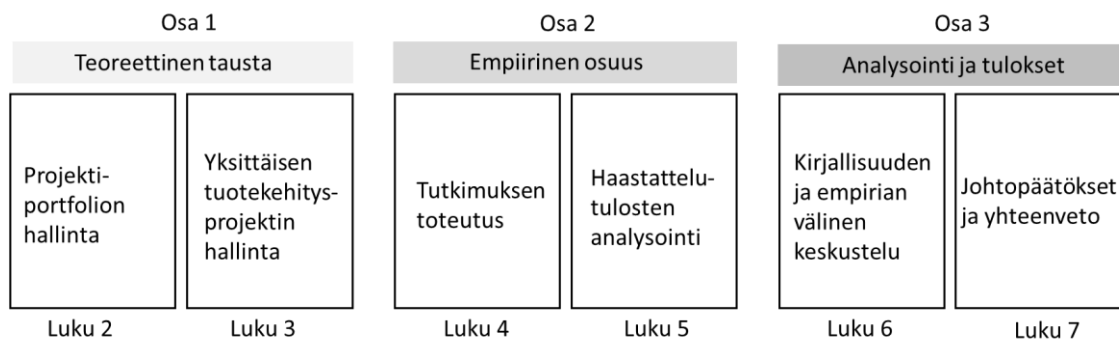 Osa 1
Teoreettinen tausta
Projekti-
portfolion
hallinta
Luku 2
Yksittäisen
tuotekehitys-
projektin
hallinta
Luku 3
Osa 2
Empiirinen osuus
Tutkimuksen
toteutus
Luku 4
Haastattelu-
tulosten
analysointi
Luku 5
Osa 3
Analysointi ja tulokset
Kirjallisuuden
ja empirian
välinen
keskustelu
Luku 6
Johtopäätökset
ja yhteenveto
Luku 7